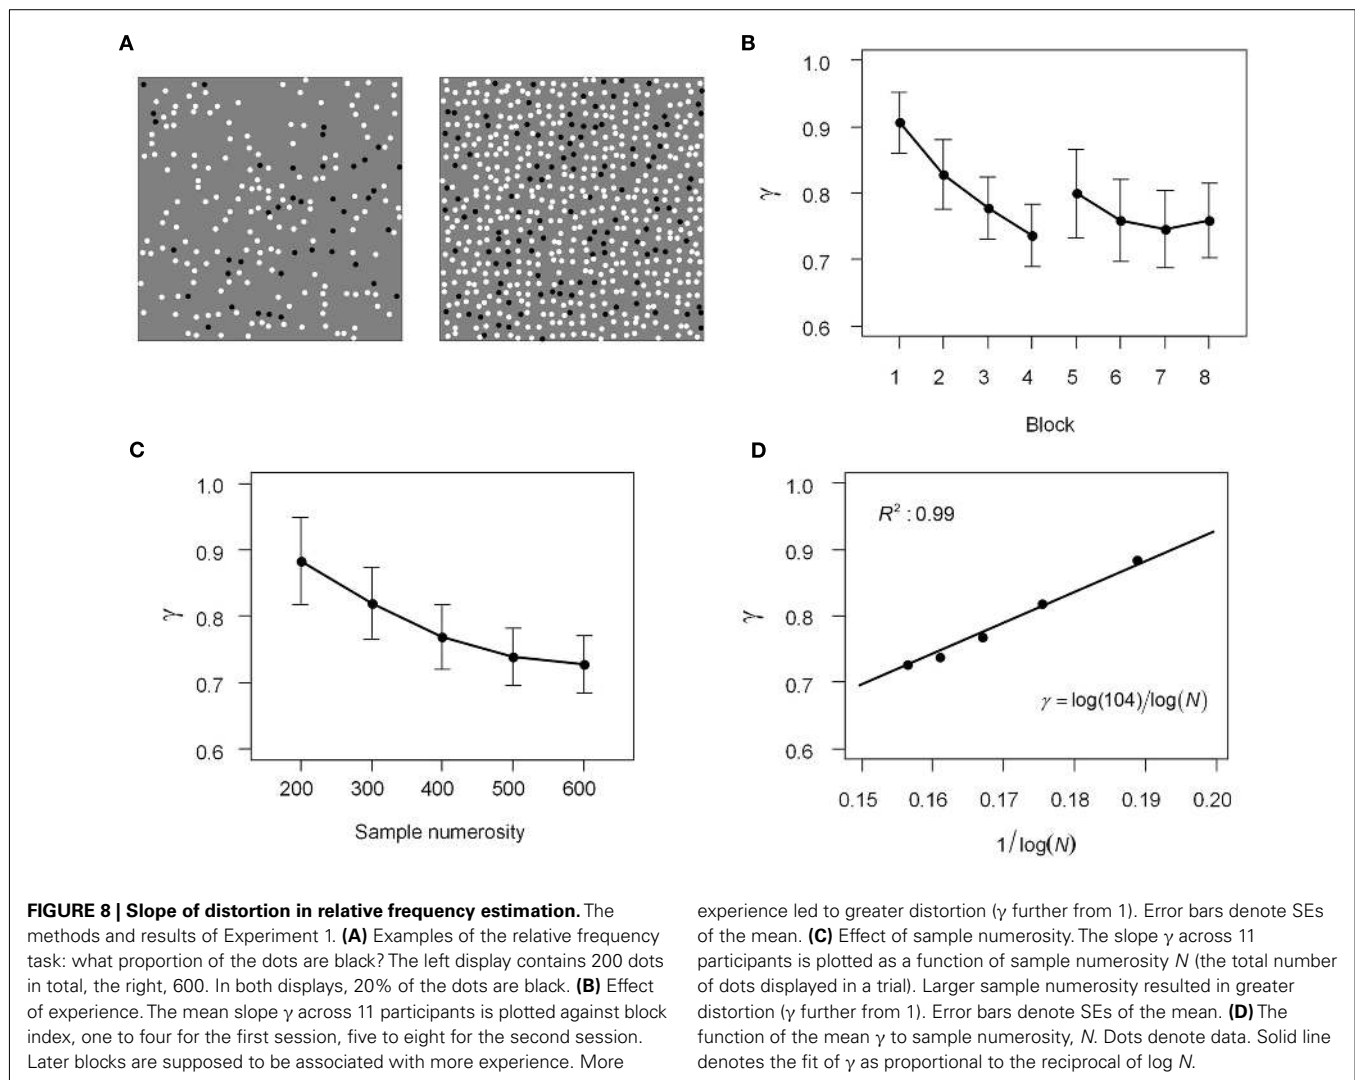 A
B
1.0
0.9
0.8
0.7
0.6
γ
1 2 3 4 5 6 7 8
Block
C
1.0
0.9
0.8
0.7
0.6
γ
200 300 400 500 600
Sample numerosity
D
1.0
0.9
0.8
0.7
0.6
γ
R² : 0.99
γ = log(104)/log(N)
0.15 0.16 0.17 0.18 0.19 0.20
1/log(N)
FIGURE 8 | Slope of distortion in relative frequency estimation. The
methods and results of Experiment 1. (A) Examples of the relative frequency
task: what proportion of the dots are black? The left display contains 200 dots
in total, the right, 600. In both displays, 20% of the dots are black. (B) Effect
of experience. The mean slope γ across 11 participants is plotted against block
index, one to four for the first session, five to eight for the second session.
Later blocks are supposed to be associated with more experience. More
experience led to greater distortion (γ further from 1). Error bars denote SEs
of the mean. (C) Effect of sample numerosity. The slope γ across 11
participants is plotted as a function of sample numerosity N (the total number
of dots displayed in a trial). Larger sample numerosity resulted in greater
distortion (γ further from 1). Error bars denote SEs of the mean. (D) The
function of the mean γ to sample numerosity, N. Dots denote data. Solid line
denotes the fit of γ as proportional to the reciprocal of log N.